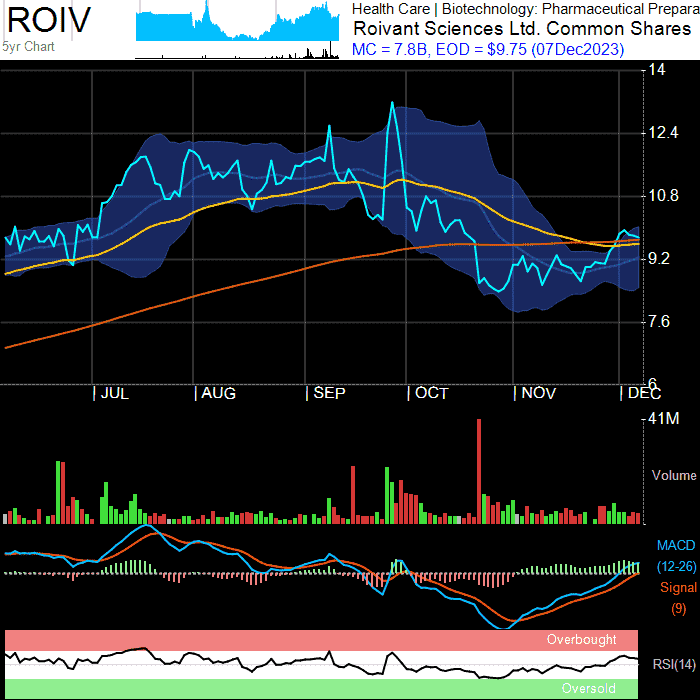 ROIV
5yr Chart
Health Care | Biotechnology: Pharmaceutical Prepara
Roivant Sciences Ltd. Common Shares
MC = 7.8B, EOD = $9.75 (07Dec2023)
14
12.4
10.8
9.2
7.6
6
JUL
AUG
SEP
OCT
NOV
DEC
41M
Volume
MACD
(12-26)
Signal
(9)
Overbought
RSI(14)
Oversold